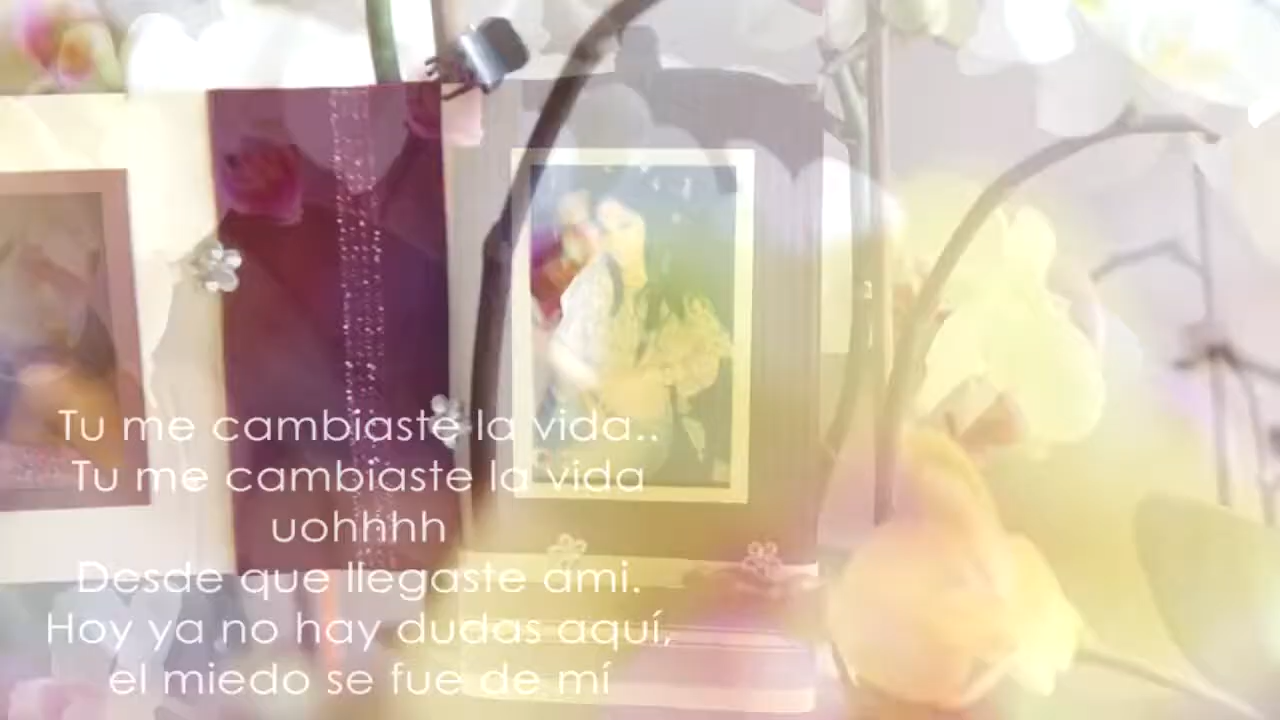 Tu me cambiaste la vida..
Tu me cambiaste la vida
uohhhh
Desde que llegaste ami.
Hoy ya no hay dudas aquí,
el miedo se fue de mí